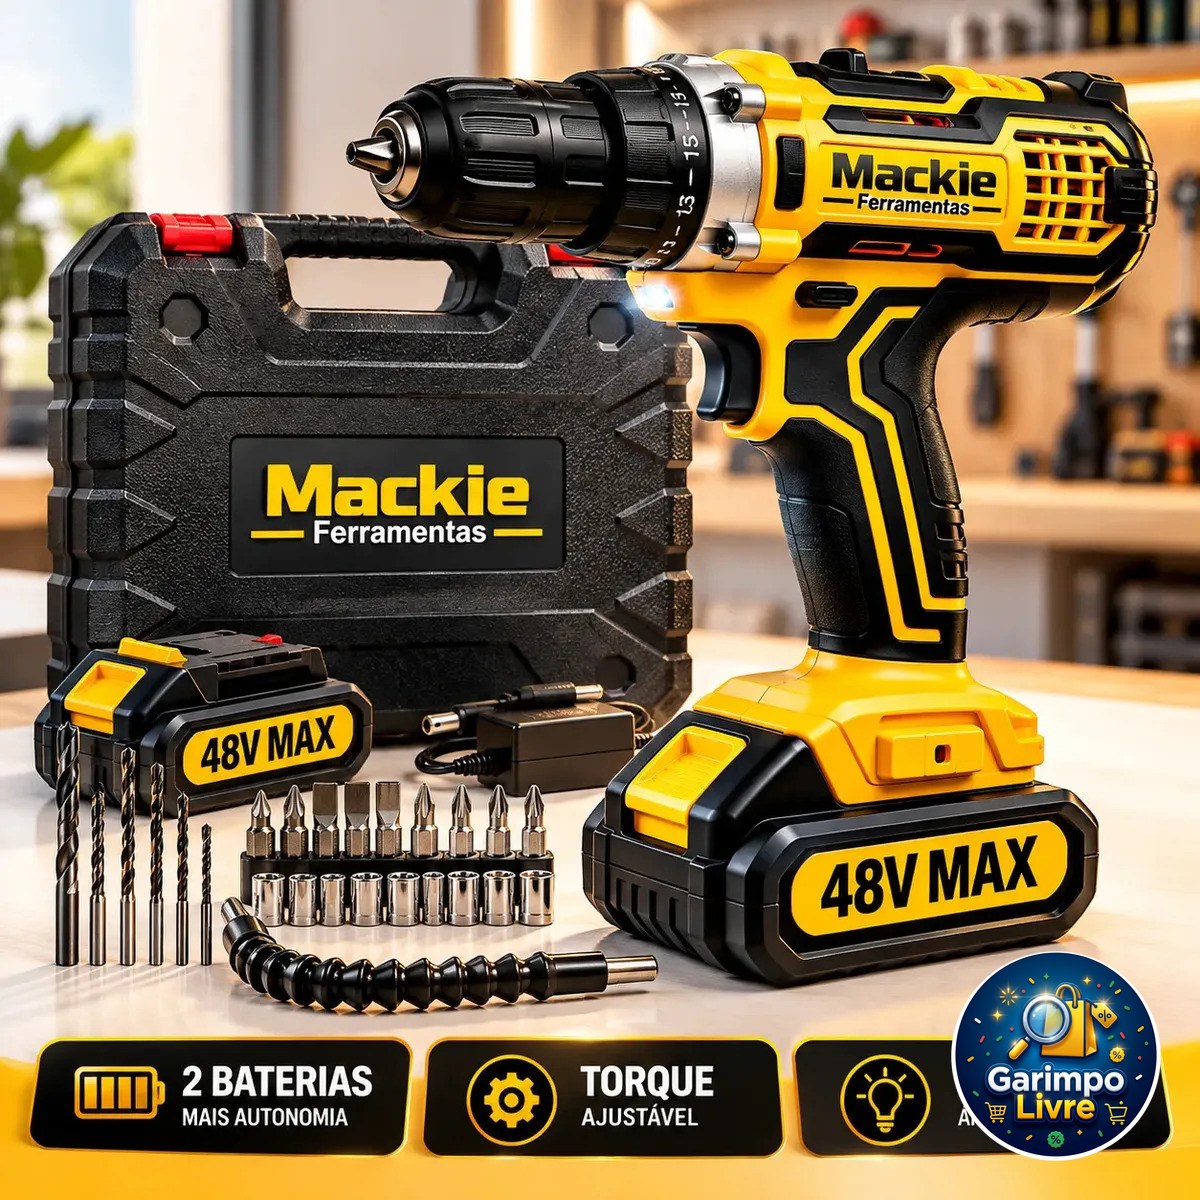 Mackie
Ferramentas
Mackie
Ferramentas
48V MAX
48V MAX
2 BATERIAS
MAIS AUTONOMIA
TORQUE
AJUSTÁVEL
Garimpo
Livre